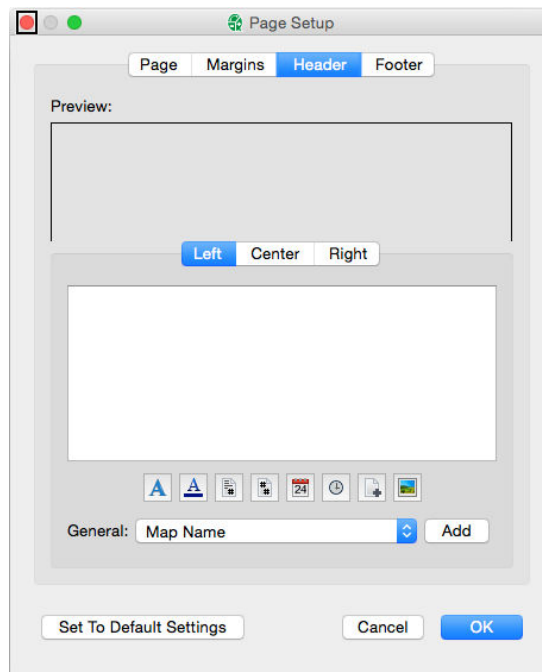 Page Setup
Page Margins Header Footer
Preview:
Left Center Right
A A # ## 24
General: Map Name Add
Set To Default Settings Cancel OK